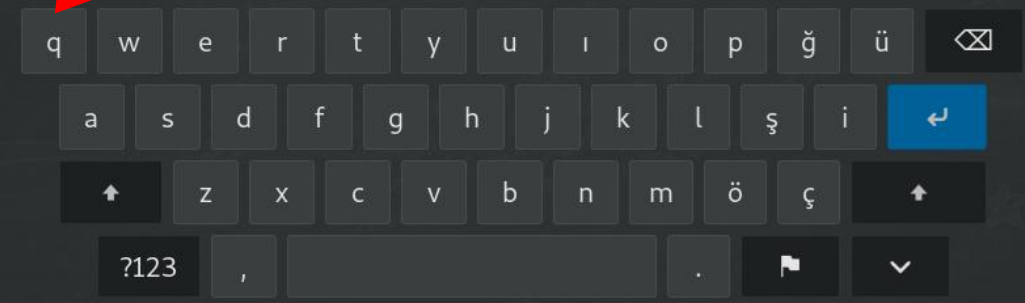 q w e r t y u ı o p ğ ü
a s d f g h j k l ş i
z x c v b n m ö ç
?123 , .